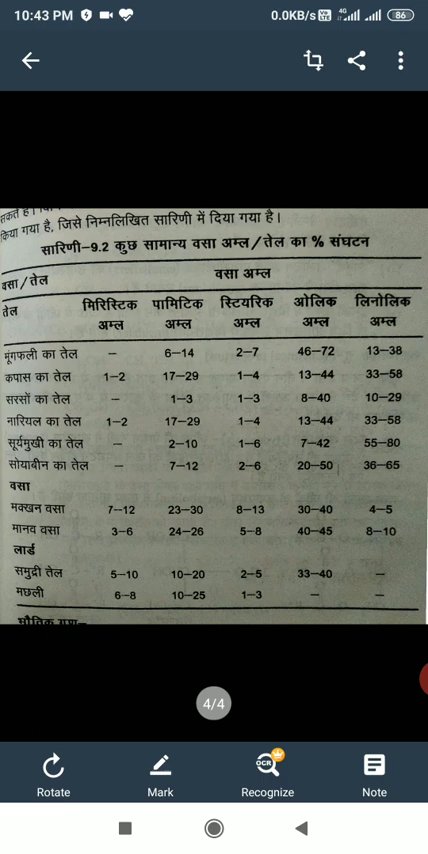 10:43 PM 0.0KB/s Vo LTE 4G 86
सकते हैं।
किया गया है, जिसे निम्नलिखित सारिणी में दिया गया है।
सारिणी–9.2 कुछ सामान्य वसा अम्ल/तेल का % संघटन
वसा/तेल वसा अम्ल
तेल मिरिस्टिक अम्ल पामिटिक अम्ल स्टियरिक अम्ल ओलिक अम्ल लिनोलिक अम्ल
मूंगफली का तेल – 6–14 2–7 46–72 13–38
कपास का तेल 1–2 17–29 1–4 13–44 33–58
सरसों का तेल – 1–3 1–3 8–40 10–29
नारियल का तेल 1–2 17–29 1–4 13–44 33–58
सूर्यमुखी का तेल – 2–10 1–6 7–42 55–80
सोयाबीन का तेल – 7–12 2–6 20–50 36–65
वसा
मक्खन वसा 7–12 23–30 8–13 30–40 4–5
मानव वसा 3–6 24–26 5–8 40–45 8–10
लार्ड
समुद्री तेल 5–10 10–20 2–5 33–40 –
मछली 6–8 10–25 1–3 – –
भौतिक गुण–
4/4
OCR
Rotate Mark Recognize Note